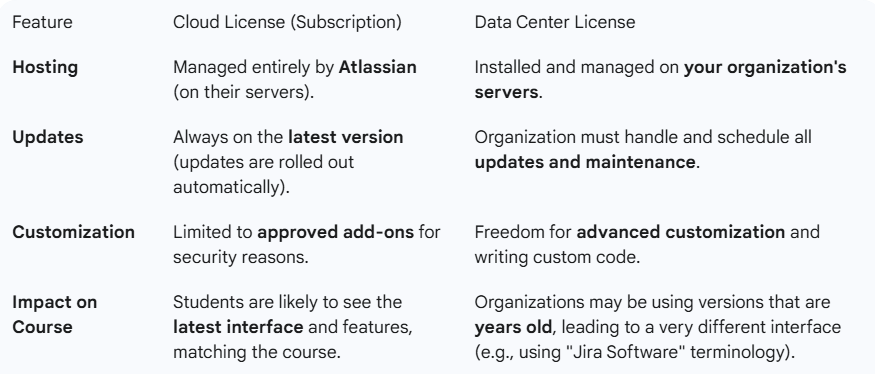 Feature Cloud License (Subscription) Data Center License
Hosting Managed entirely by Atlassian Installed and managed on your organization's
(on their servers). servers.
Updates Always on the latest version Organization must handle and schedule all
(updates are rolled out updates and maintenance.
automatically).
Customization Limited to approved add-ons for Freedom for advanced customization and
security reasons. writing custom code.
Impact on Students are likely to see the Organizations may be using versions that are
Course latest interface and features, years old, leading to a very different interface
matching the course. (e.g., using "Jira Software" terminology).